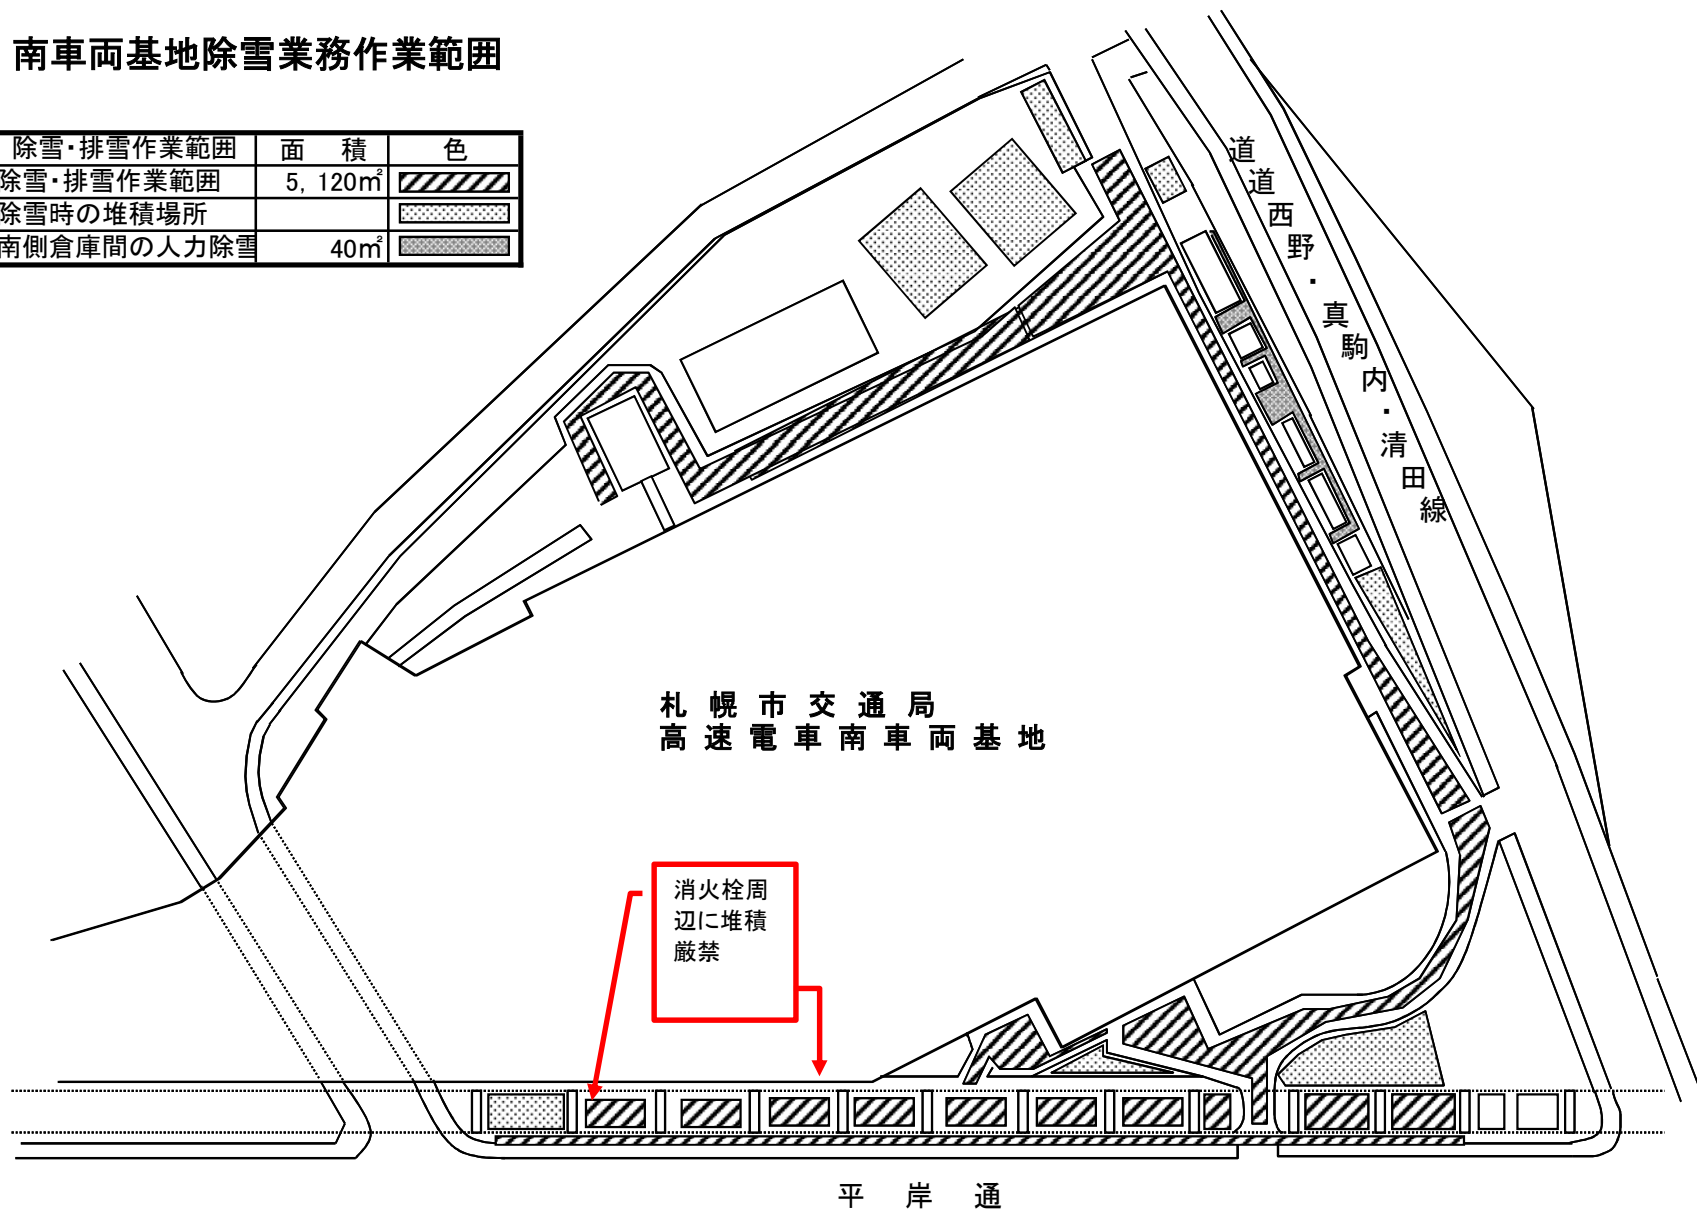 南車両基地除雪業務作業範囲
除雪・排雪作業範囲 面　積 色
除雪・排雪作業範囲 5,120㎡
除雪時の堆積場所
南側倉庫間の人力除雪 40㎡
道道西野・真駒内・清田線
札幌市交通局
高速電車南車両基地
消火栓周
辺に堆積
厳禁
平岸通